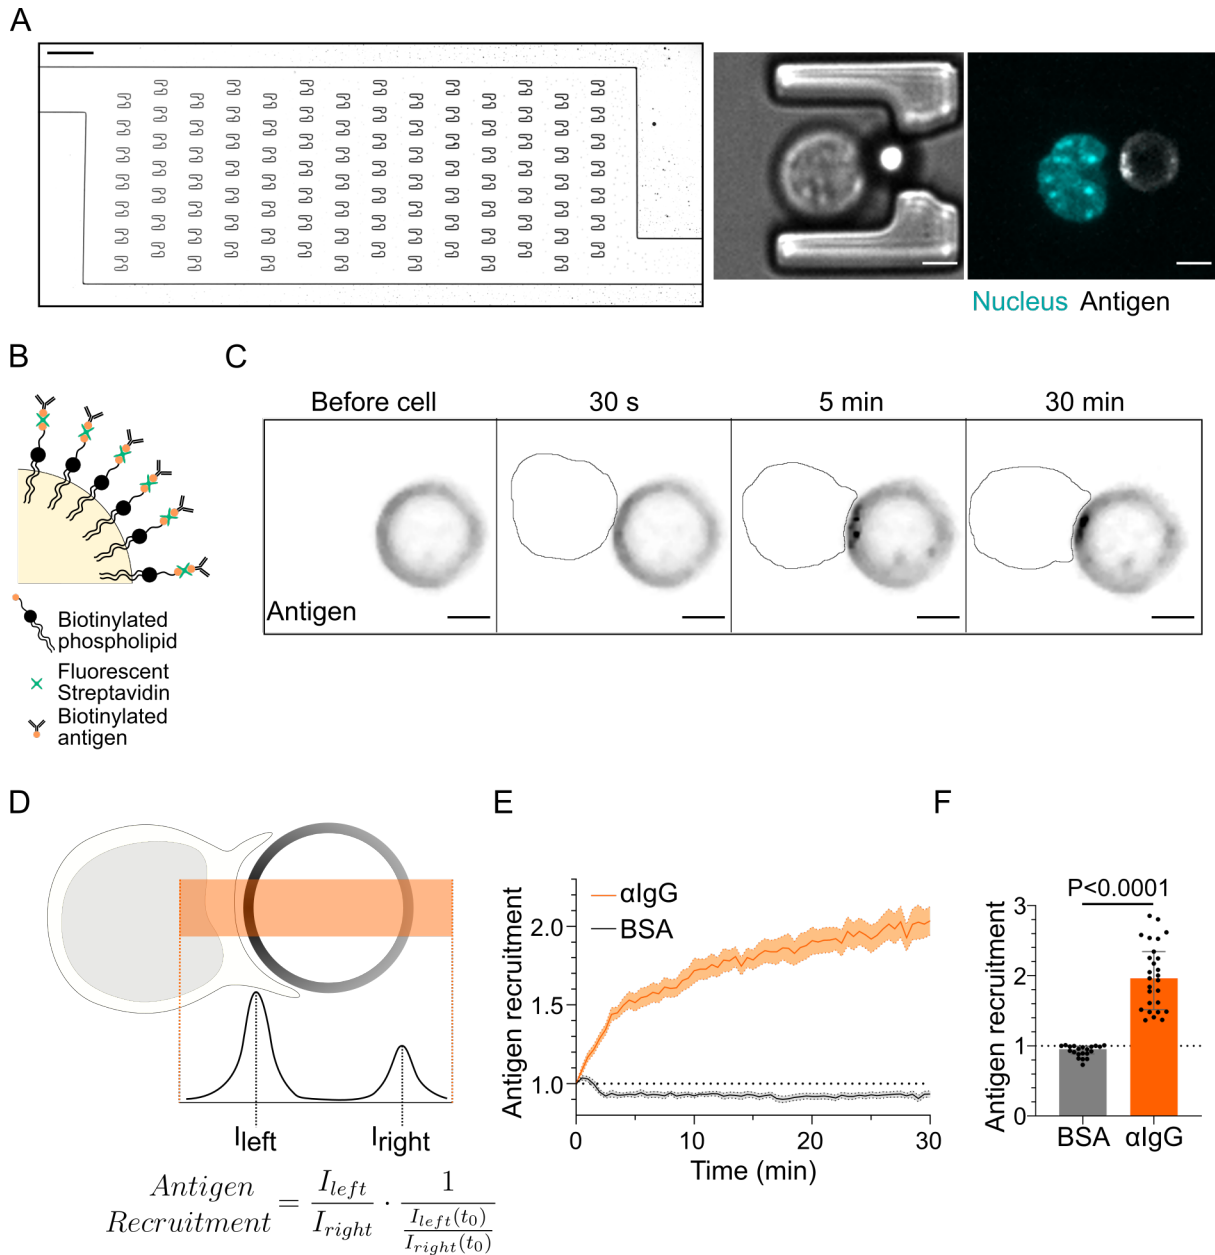 A
Nucleus Antigen
B
Biotinylated
phospholipid
Fluorescent
Streptavidin
Biotinylated
antigen
C
Before cell
30 s
5 min
30 min
Antigen
D
Ileft
Iright
Antigen
Recruitment
= Ileft / Iright · 1 / (Ileft(t0) / Iright(t0))
E
Antigen recruitment
αIgG
BSA
2.0
1.5
1.0
0 10 20 30
Time (min)
F
P<0.0001
Antigen recruitment
3
2
1
0
BSA αIgG